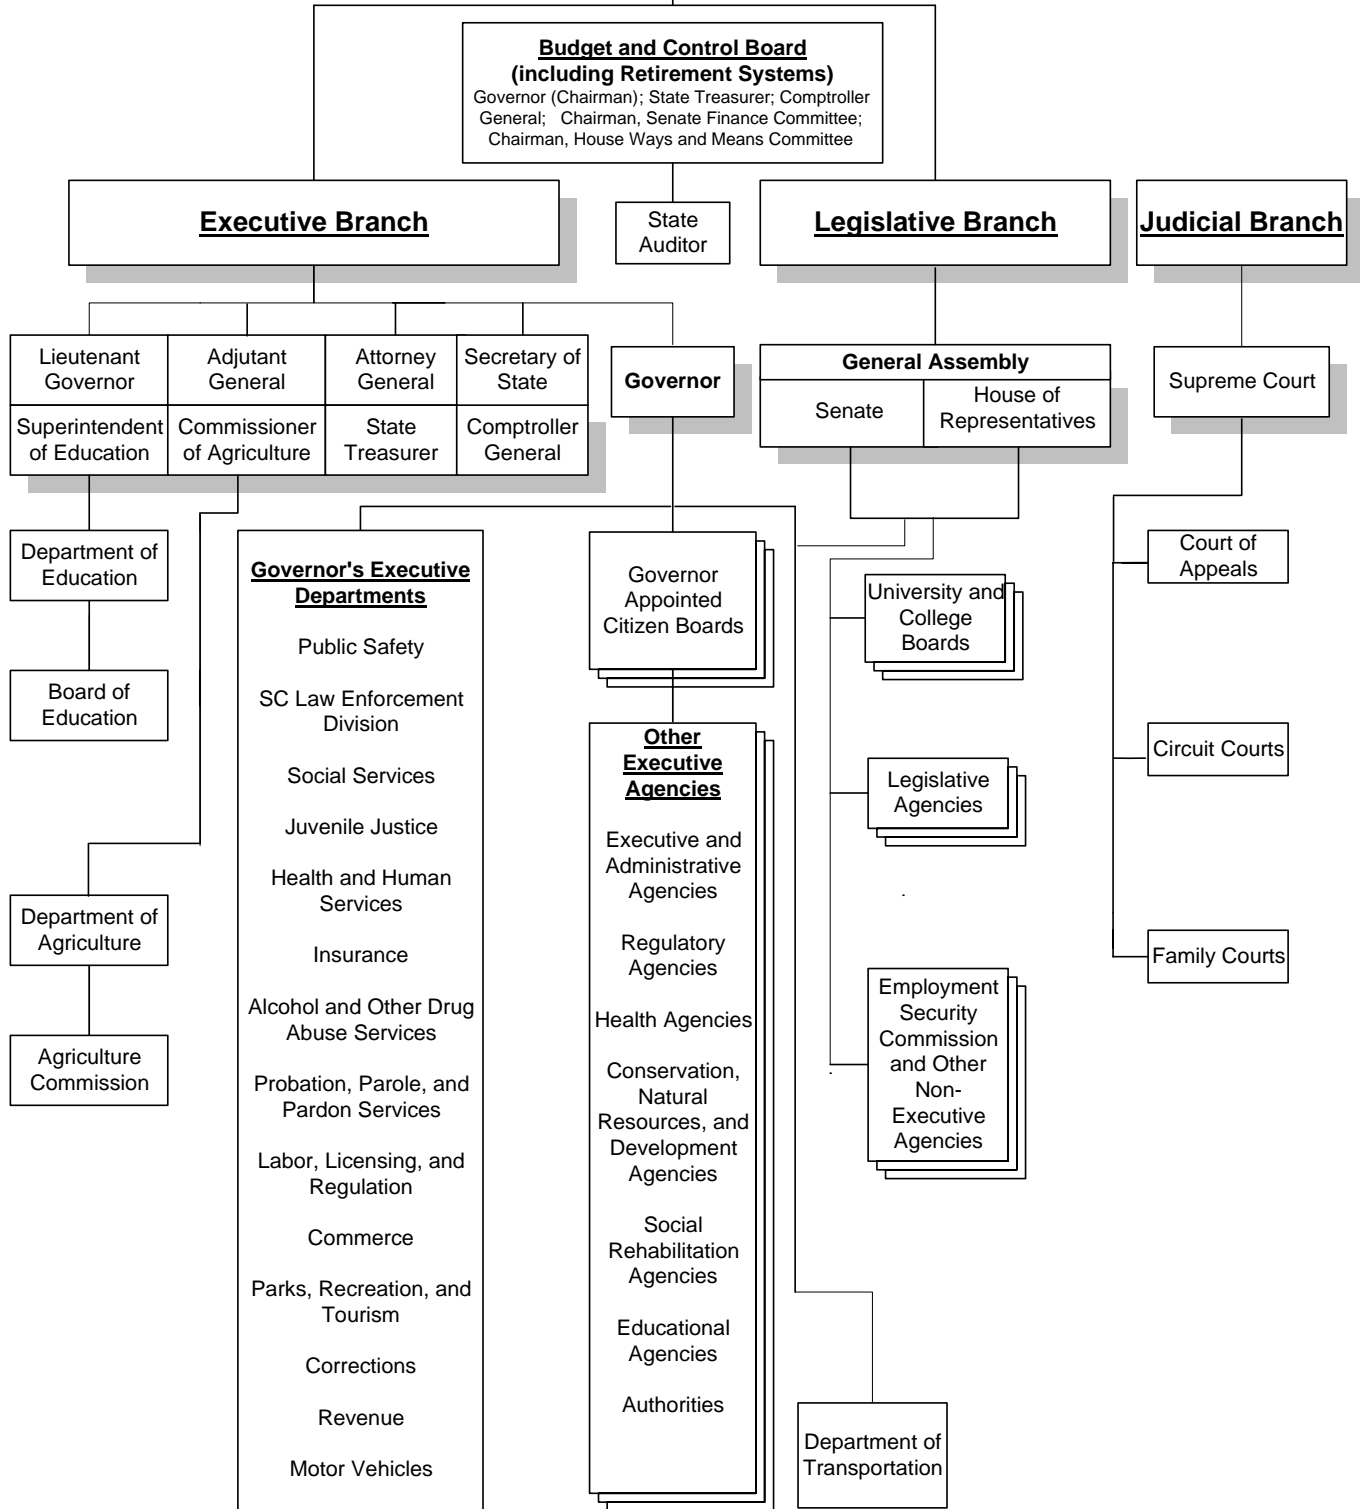 Budget and Control Board
(including Retirement Systems)
Governor (Chairman); State Treasurer; Comptroller
General; Chairman, Senate Finance Committee;
Chairman, House Ways and Means Committee
Executive Branch
State
Auditor
Legislative Branch
Judicial Branch
Lieutenant
Governor
Adjutant
General
Attorney
General
Secretary of
State
Superintendent
of Education
Commissioner
of Agriculture
State
Treasurer
Comptroller
General
Governor
General Assembly
Senate
House of
Representatives
Supreme Court
Department of
Education
Board of
Education
Department of
Agriculture
Agriculture
Commission
Governor's Executive
Departments
Public Safety
SC Law Enforcement
Division
Social Services
Juvenile Justice
Health and Human
Services
Insurance
Alcohol and Other Drug
Abuse Services
Probation, Parole, and
Pardon Services
Labor, Licensing, and
Regulation
Commerce
Parks, Recreation, and
Tourism
Corrections
Revenue
Motor Vehicles
Governor
Appointed
Citizen Boards
Other
Executive
Agencies
Executive and
Administrative
Agencies
Regulatory
Agencies
Health Agencies
Conservation,
Natural
Resources, and
Development
Agencies
Social
Rehabilitation
Agencies
Educational
Agencies
Authorities
University and
College
Boards
Legislative
Agencies
Employment
Security
Commission
and Other
Non-
Executive
Agencies
Department of
Transportation
Court of
Appeals
Circuit Courts
Family Courts